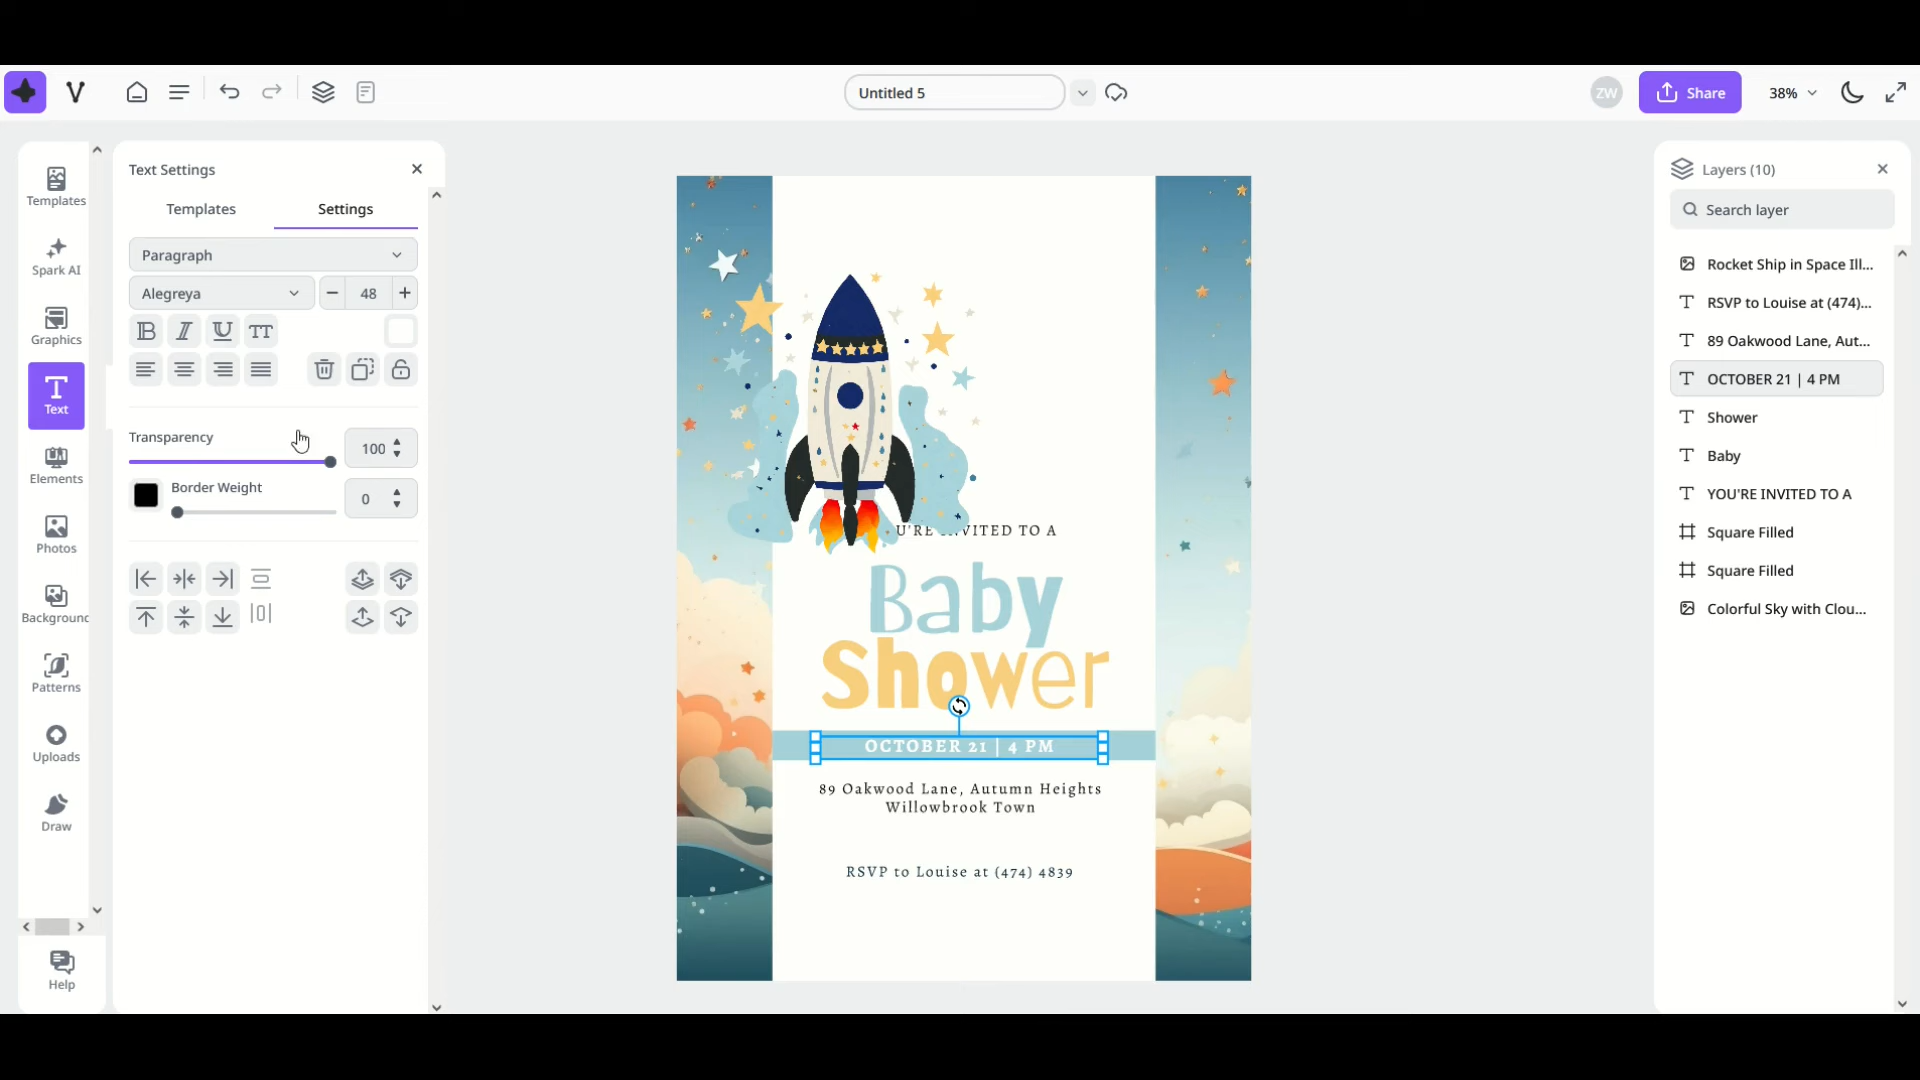 Untitled 5
ZW
Share
38%
Templates
Spark AI
Graphics
Text
Elements
Photos
Background
Patterns
Uploads
Draw
Help
Text Settings
Templates
Settings
Paragraph
Alegreya
48
B I U TT
Transparency
100
Border Weight
0
U'RE VITED TO A
Baby
Shower
OCTOBER 21 | 4 PM
89 Oakwood Lane, Autumn Heights
Willowbrook Town
RSVP to Louise at (474) 4839
Layers (10)
Search layer
Rocket Ship in Space Ill...
RSVP to Louise at (474)...
89 Oakwood Lane, Aut...
OCTOBER 21 | 4 PM
Shower
Baby
YOU'RE INVITED TO A
Square Filled
Square Filled
Colorful Sky with Clou...